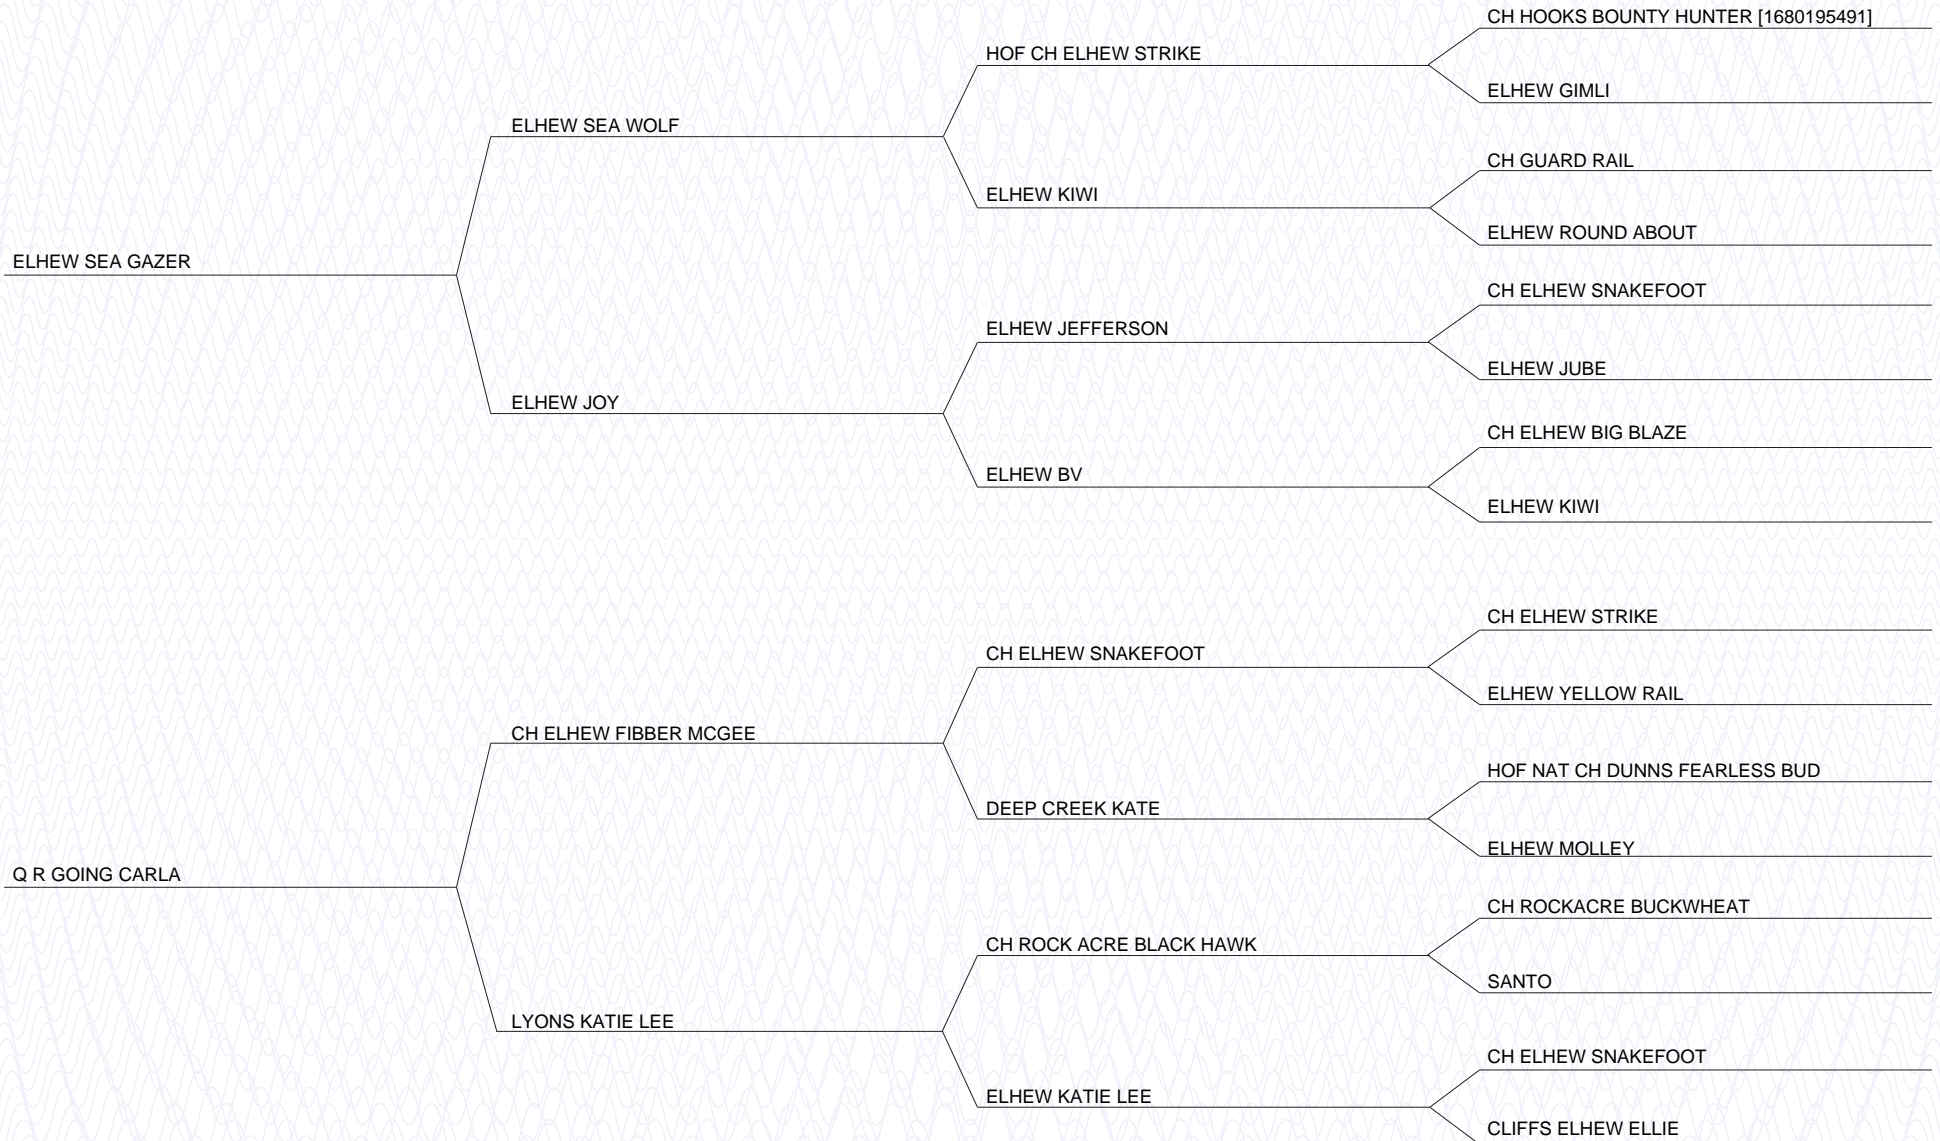 CH HOOKS BOUNTY HUNTER [1680195491]
HOF CH ELHEW STRIKE
ELHEW GIMLI
ELHEW SEA WOLF
CH GUARD RAIL
ELHEW KIWI
ELHEW ROUND ABOUT
ELHEW SEA GAZER
CH ELHEW SNAKEFOOT
ELHEW JEFFERSON
ELHEW JUBE
ELHEW JOY
CH ELHEW BIG BLAZE
ELHEW BV
ELHEW KIWI
CH ELHEW STRIKE
CH ELHEW SNAKEFOOT
ELHEW YELLOW RAIL
CH ELHEW FIBBER MCGEE
HOF NAT CH DUNNS FEARLESS BUD
DEEP CREEK KATE
ELHEW MOLLEY
Q R GOING CARLA
CH ROCKACRE BUCKWHEAT
CH ROCK ACRE BLACK HAWK
SANTO
LYONS KATIE LEE
CH ELHEW SNAKEFOOT
ELHEW KATIE LEE
CLIFFS ELHEW ELLIE